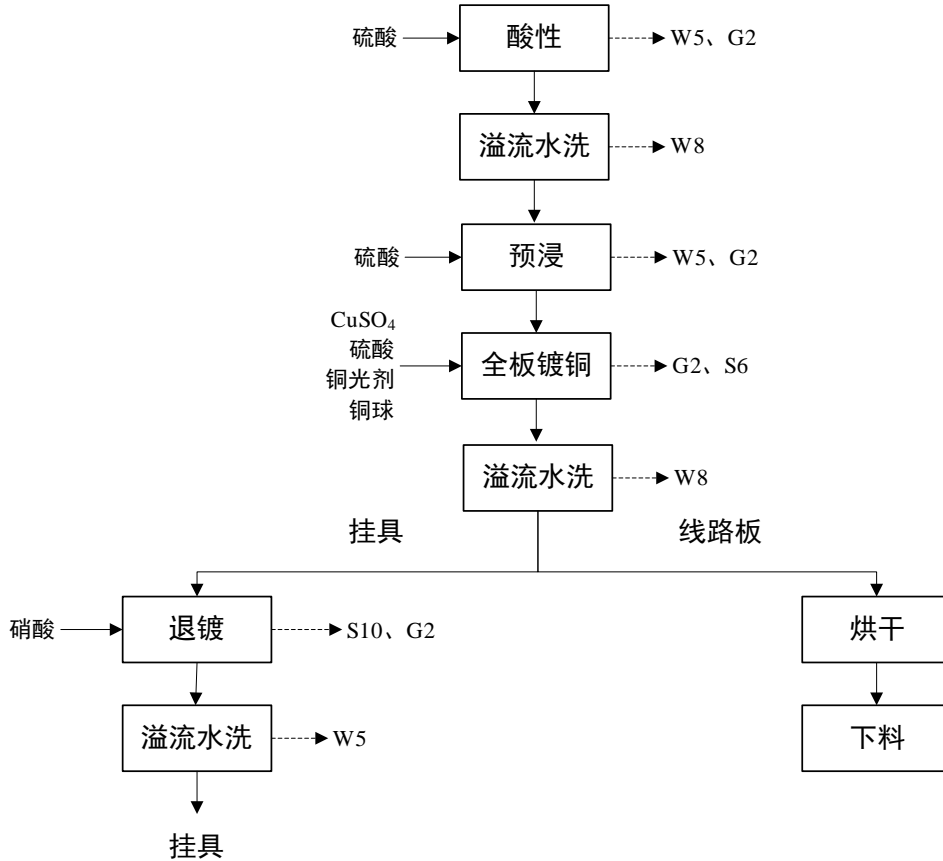 硫酸 酸性 W5、G2
溢流水洗 W8
硫酸 预浸 W5、G2
CuSO₄
硫酸
铜光剂
铜球
全板镀铜 G2、S6
溢流水洗 W8
挂具 线路板
硝酸 退镀 S10、G2 烘干
溢流水洗 W5 下料
挂具